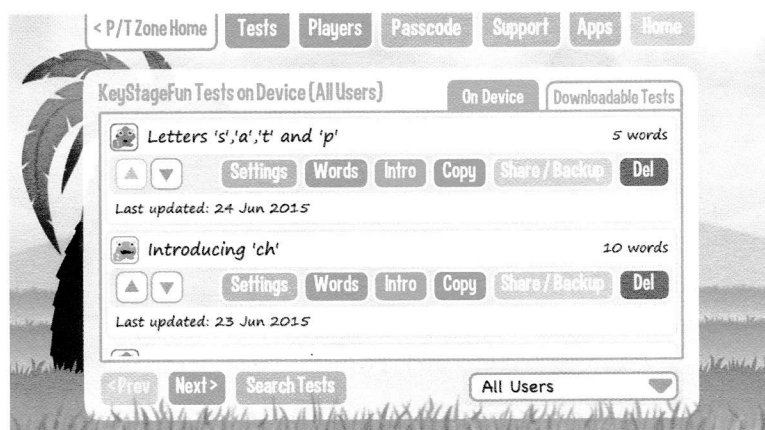 < P/T Zone Home Tests Players Passcode Support Apps Home
KeyStageFun Tests on Device (All Users) On Device Downloadable Tests
Letters 's','a','t' and 'p' 5 words
Settings Words Intro Copy Share / Backup Del
Last updated: 24 Jun 2015
Introducing 'ch' 10 words
Settings Words Intro Copy Share / Backup Del
Last updated: 23 Jun 2015
<Prev Next> Search Tests All Users